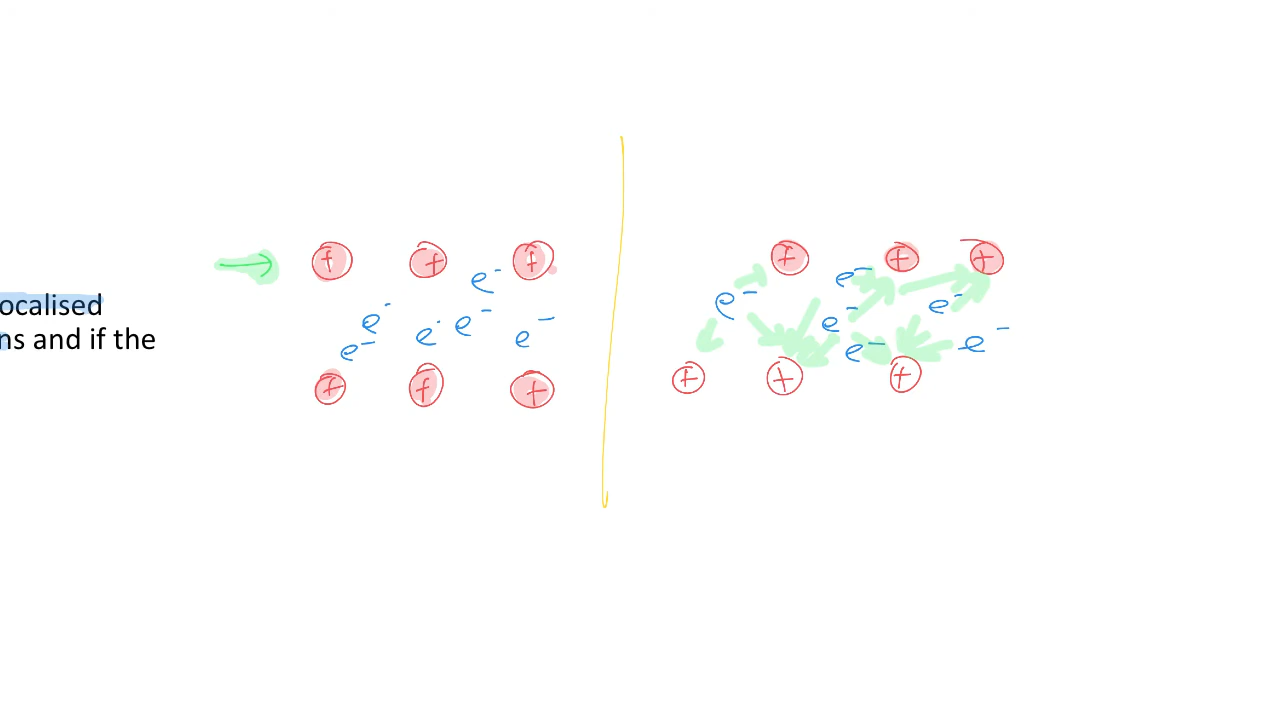 + + +
e⁻
e⁻ e⁻ e⁻ e⁻
e⁻
+ + +
+ + +
e⁻ e⁻ e⁻
e⁻ e⁻ e⁻
+ + +
ocalised
ns and if the